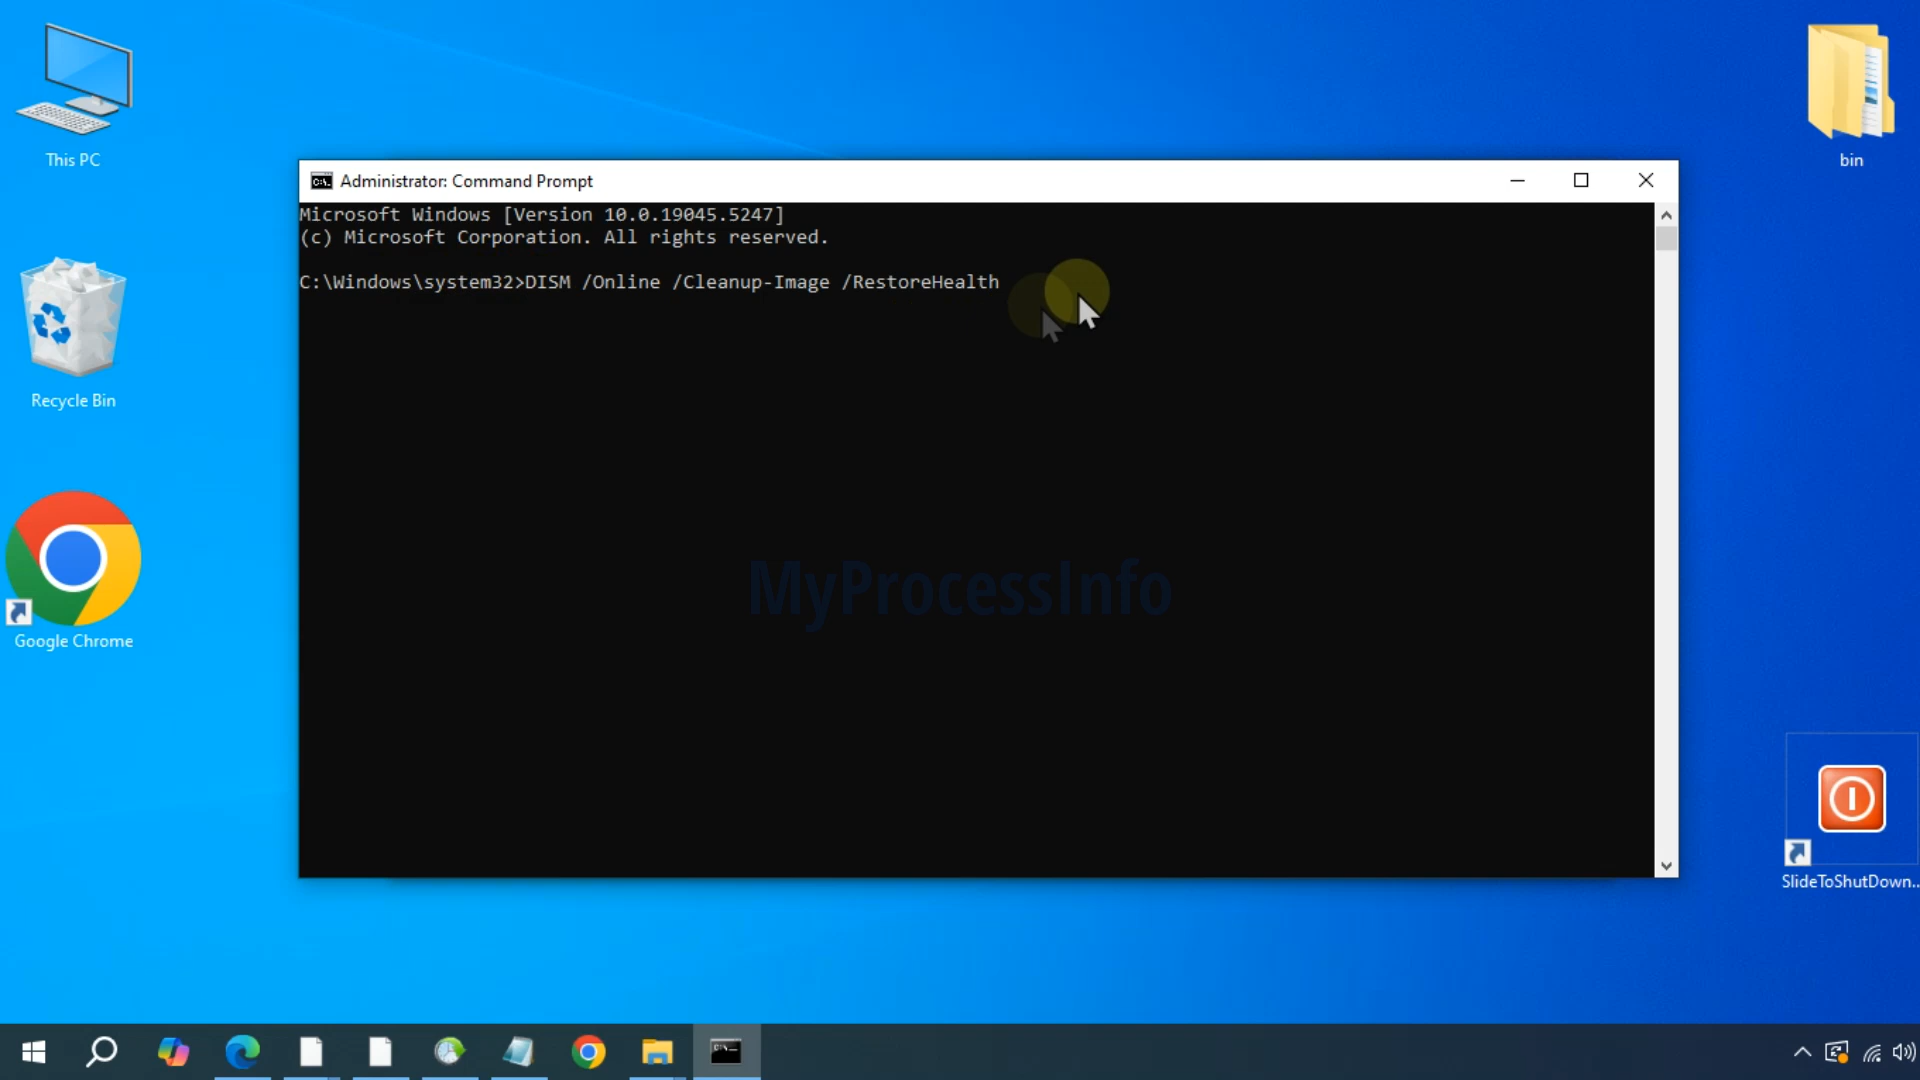 This PC
bin
Administrator: Command Prompt
Microsoft Windows [Version 10.0.19045.5247]
(c) Microsoft Corporation. All rights reserved.
C:\Windows\system32>DISM /Online /Cleanup-Image /RestoreHealth
Recycle Bin
MyProcessInfo
Google Chrome
SlideToShutDown...